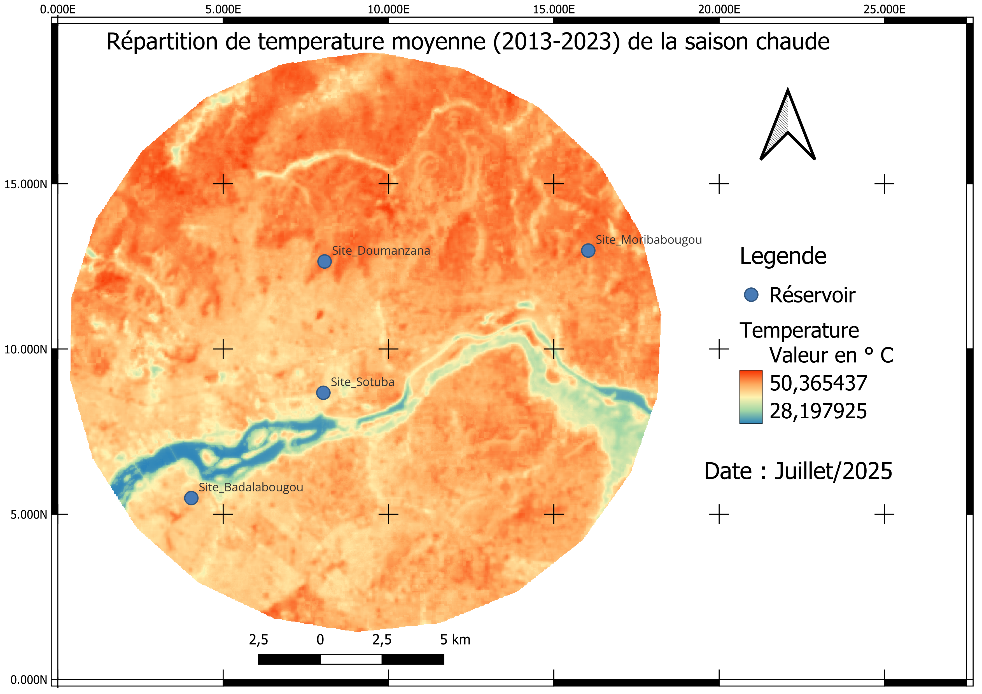 0.000E 5.000E 10.000E 15.000E 20.000E 25.000E
Répartition de temperature moyenne (2013-2023) de la saison chaude
15.000N
Site_Moribabougou
Site_Doumanzana
Legende
Réservoir
Temperature
Valeur en ° C
10.000N
50,365437
28,197925
Site_Sotuba
Date : Juillet/2025
Site_Badalabougou
5.000N
2,5 0 2,5 5 km
0.000N